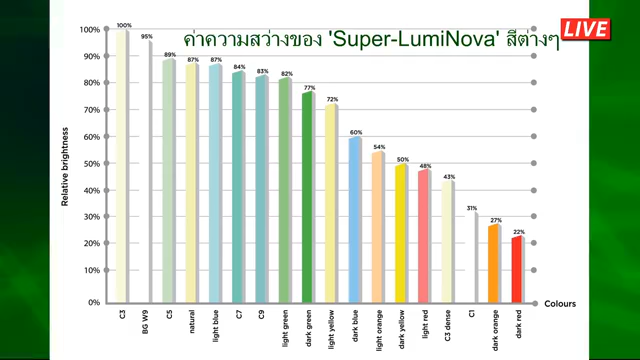 ค่าความสว่างของ 'Super-LumiNova' สีต่างๆ
LIVE
Relative brightness
100%
90%
80%
70%
60%
50%
40%
30%
20%
10%
0%
100%
95%
89%
87%
87%
84%
83%
82%
77%
72%
60%
54%
50%
48%
43%
31%
27%
22%
Colours
C3
BG W9
C5
natural
light blue
C7
C9
light green
dark green
light yellow
dark blue
light orange
dark yellow
light red
C3 dense
C1
dark orange
dark red